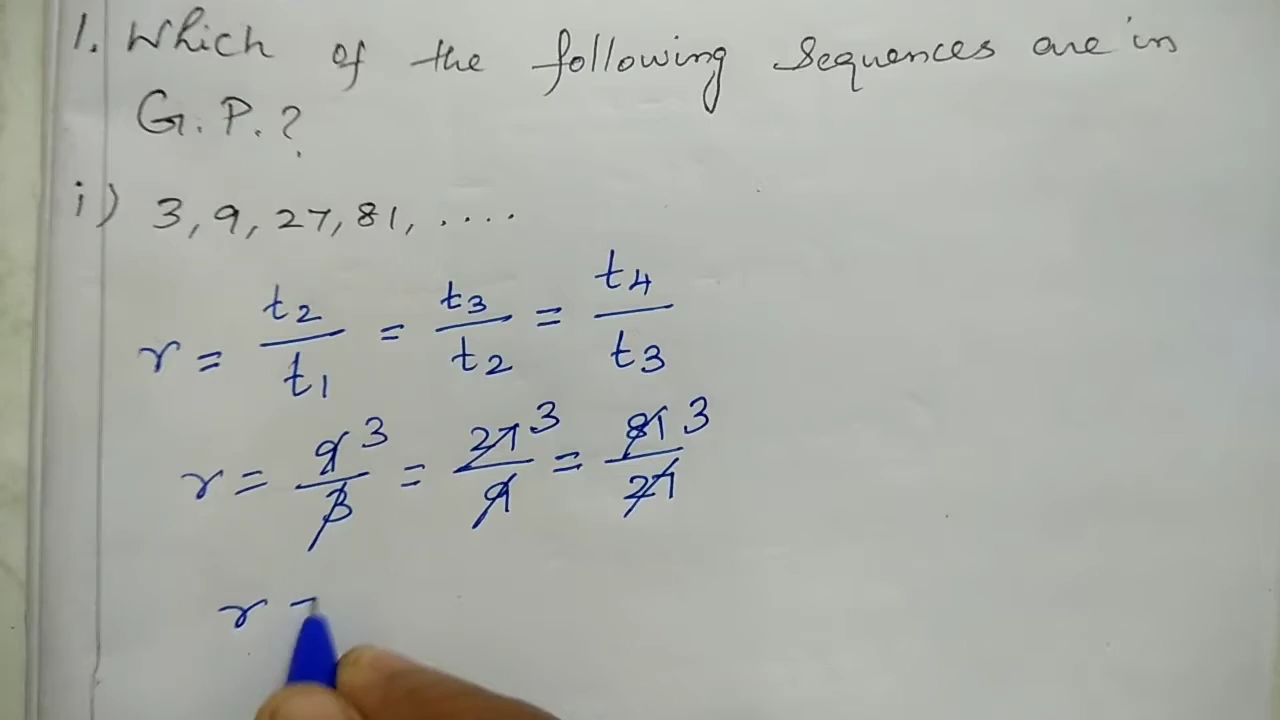 1. Which of the following Sequences are in
G.P.?
i) 3, 9, 27, 81, ....
r = t2/t1 = t3/t2 = t4/t3
r = 9/3 3 = 27/9 3 = 81/27 3
r =